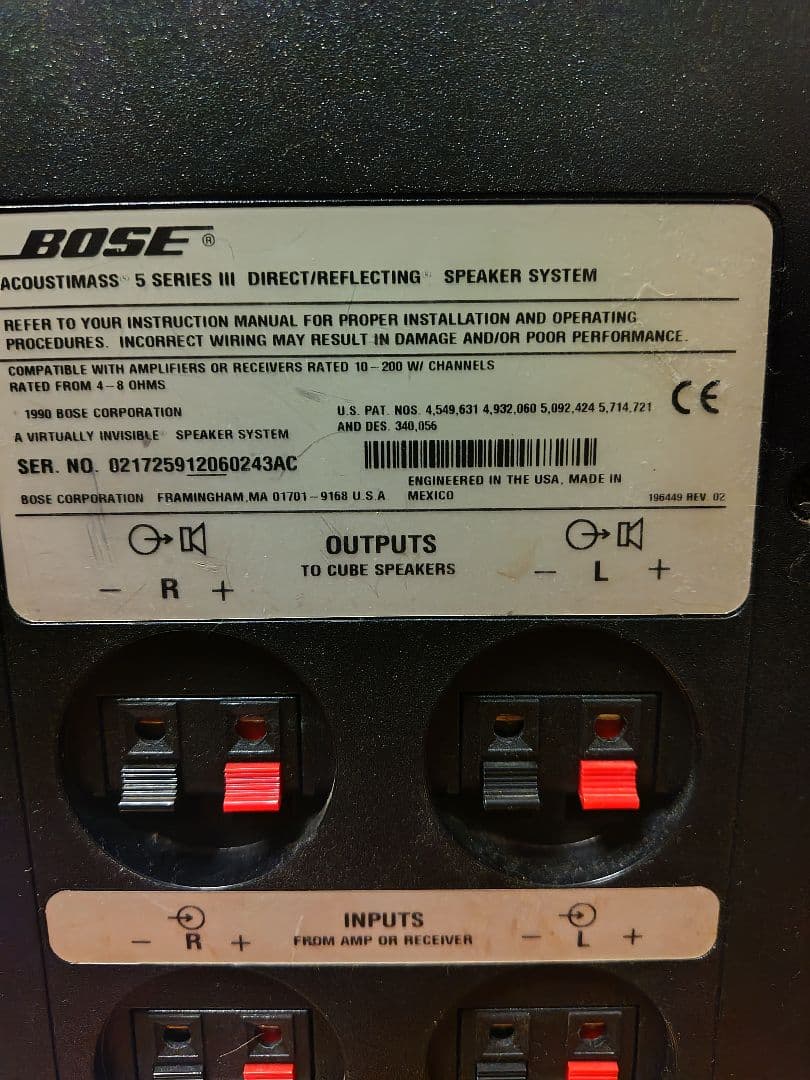 BOSE®
ACOUSTIMASS® 5 SERIES III DIRECT/REFLECTING® SPEAKER SYSTEM
REFER TO YOUR INSTRUCTION MANUAL FOR PROPER INSTALLATION AND OPERATING
PROCEDURES. INCORRECT WIRING MAY RESULT IN DAMAGE AND/OR POOR PERFORMANCE.
COMPATIBLE WITH AMPLIFIERS OR RECEIVERS RATED 10-200 W/ CHANNELS
RATED FROM 4-8 OHMS
CE
1990 BOSE CORPORATION
U.S. PAT. NOS. 4,549,631 4,932,060 5,092,424 5,714,721
AND DES. 340,056
A VIRTUALLY INVISIBLE® SPEAKER SYSTEM
SER. NO. 021725912060243AC
ENGINEERED IN THE USA, MADE IN
MEXICO
BOSE CORPORATION FRAMINGHAM,MA 01701-9168 U.S.A
196449 REV 02
OUTPUTS
TO CUBE SPEAKERS
- R +
- L +
INPUTS
FROM AMP OR RECEIVER
- R +
- L +